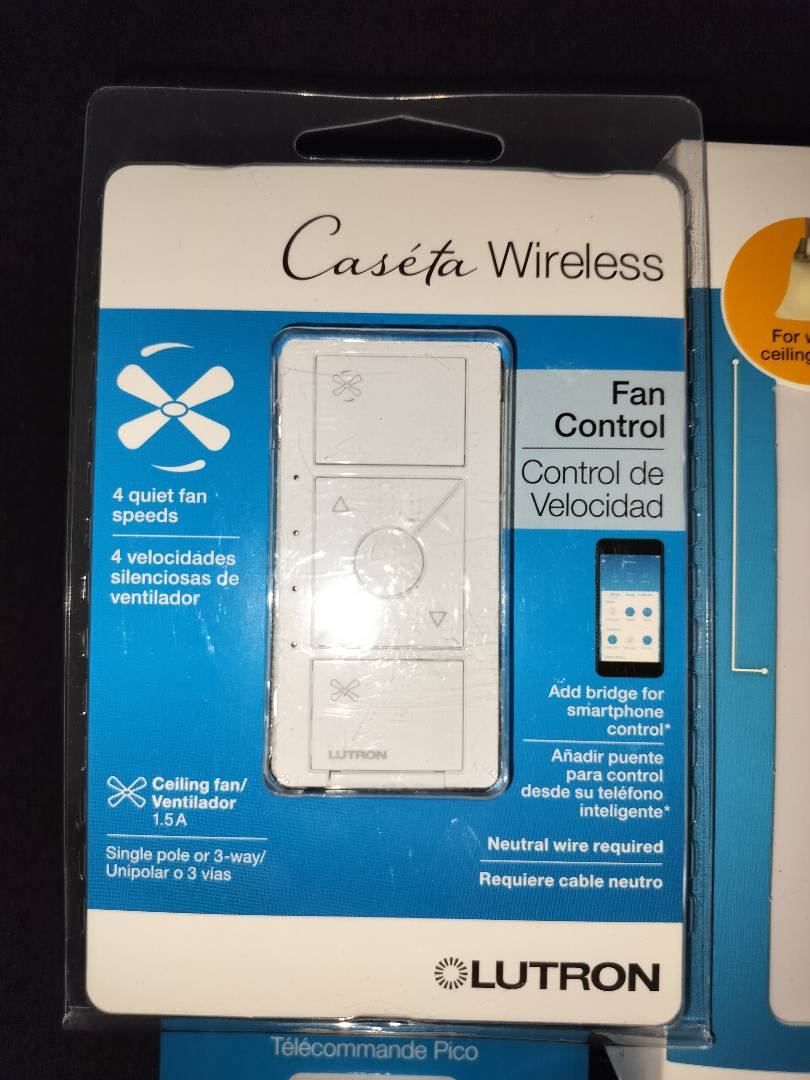 Caséta Wireless
4 quiet fan
speeds
4 velocidades
silenciosas de
ventilador
Fan
Control
Control de
Velocidad
LUTRON
Add bridge for
smartphone
control*
Añadir puente
para control
desde su teléfono
inteligente*
Ceiling fan/
Ventilador
1.5 A
Single pole or 3-way/
Unipolar o 3 vías
Neutral wire required
Requiere cable neutro
LUTRON
For
ceiling
Télécommande Pico